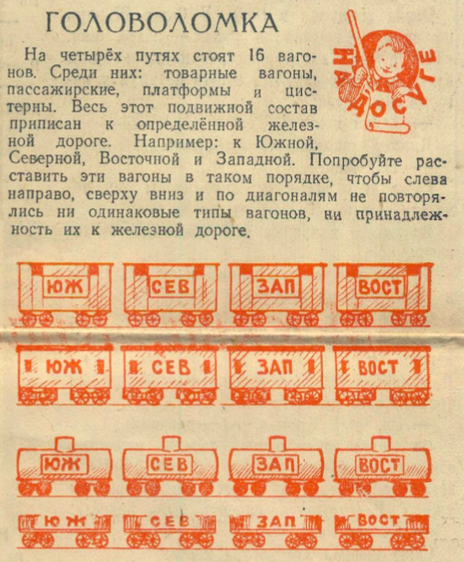 ГОЛОВОЛОМКА
На четырёх путях стоят 16 ваго-
нов. Среди них: товарные вагоны,
пассажирские, платформы и цис-
терны. Весь этот подвижной состав
приписан к определённой желез-
ной дороге. Например: к Южной,
Северной, Восточной и Западной. Попробуйте рас-
ставить эти вагоны в таком порядке, чтобы слева
направо, сверху вниз и по диагоналям не повторя-
лись ни одинаковые типы вагонов, ни принадлеж-
ность их к железной дороге.
НА ДОСУГЕ
ЮЖ СЕВ ЗАП ВОСТ
ЮЖ СЕВ ЗАП ВОСТ
ЮЖ СЕВ ЗАП ВОСТ
ЮЖ СЕВ ЗАП ВОСТ